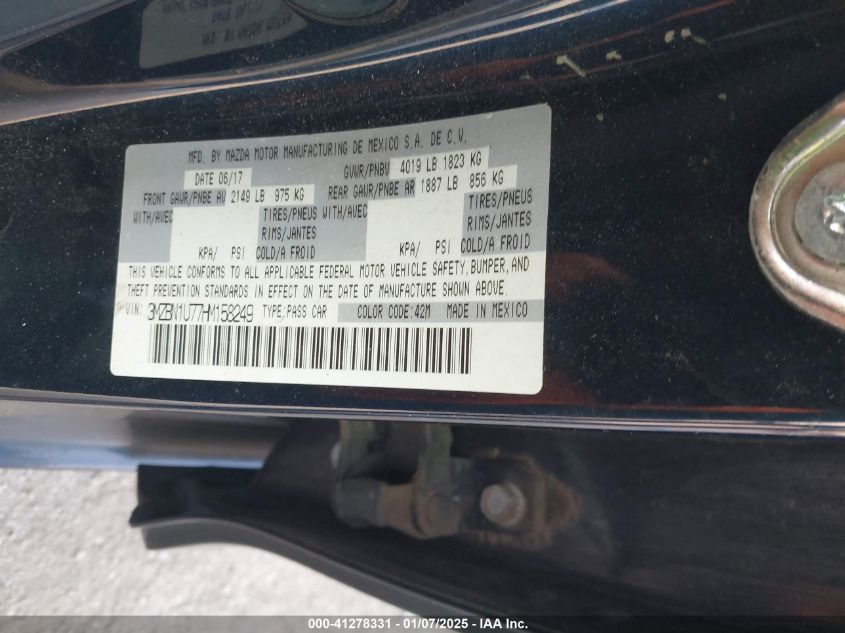 MFD. BY MAZDA MOTOR MANUFACTURING DE MEXICO S.A. DE C.V.
DATE 06/17 GVWR/PNBV 4019 LB 1823 KG
FRONT GAWR/PNBE AV 2149 LB 975 KG REAR GAWR/PNBE AR 1887 LB 856 KG
WITH/AVEC TIRES/PNEUS WITH/AVEC TIRES/PNEUS
RIMS/JANTES RIMS/JANTES
KPA/ PSI COLD/A FROID KPA/ PSI COLD/A FROID
THIS VEHICLE CONFORMS TO ALL APPLICABLE FEDERAL MOTOR VEHICLE SAFETY, BUMPER, AND
THEFT PREVENTION STANDARDS IN EFFECT ON THE DATE OF MANUFACTURE SHOWN ABOVE.
VIN: 3MZBN1U77HM158249 TYPE:PASS CAR COLOR CODE:42M MADE IN MEXICO
000-41278331 - 01/07/2025 - IAA Inc.